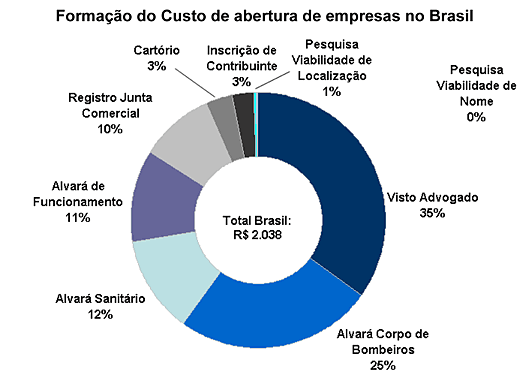 Formação do Custo de abertura de empresas no Brasil
Cartório
3%
Inscrição de
Contribuinte
3%
Pesquisa
Viabilidade de
Localização
1%
Pesquisa
Viabilidade de
Nome
0%
Registro Junta
Comercial
10%
Alvará de
Funcionamento
11%
Visto Advogado
35%
Total Brasil:
R$ 2.038
Alvará Sanitário
12%
Alvará Corpo de
Bombeiros
25%